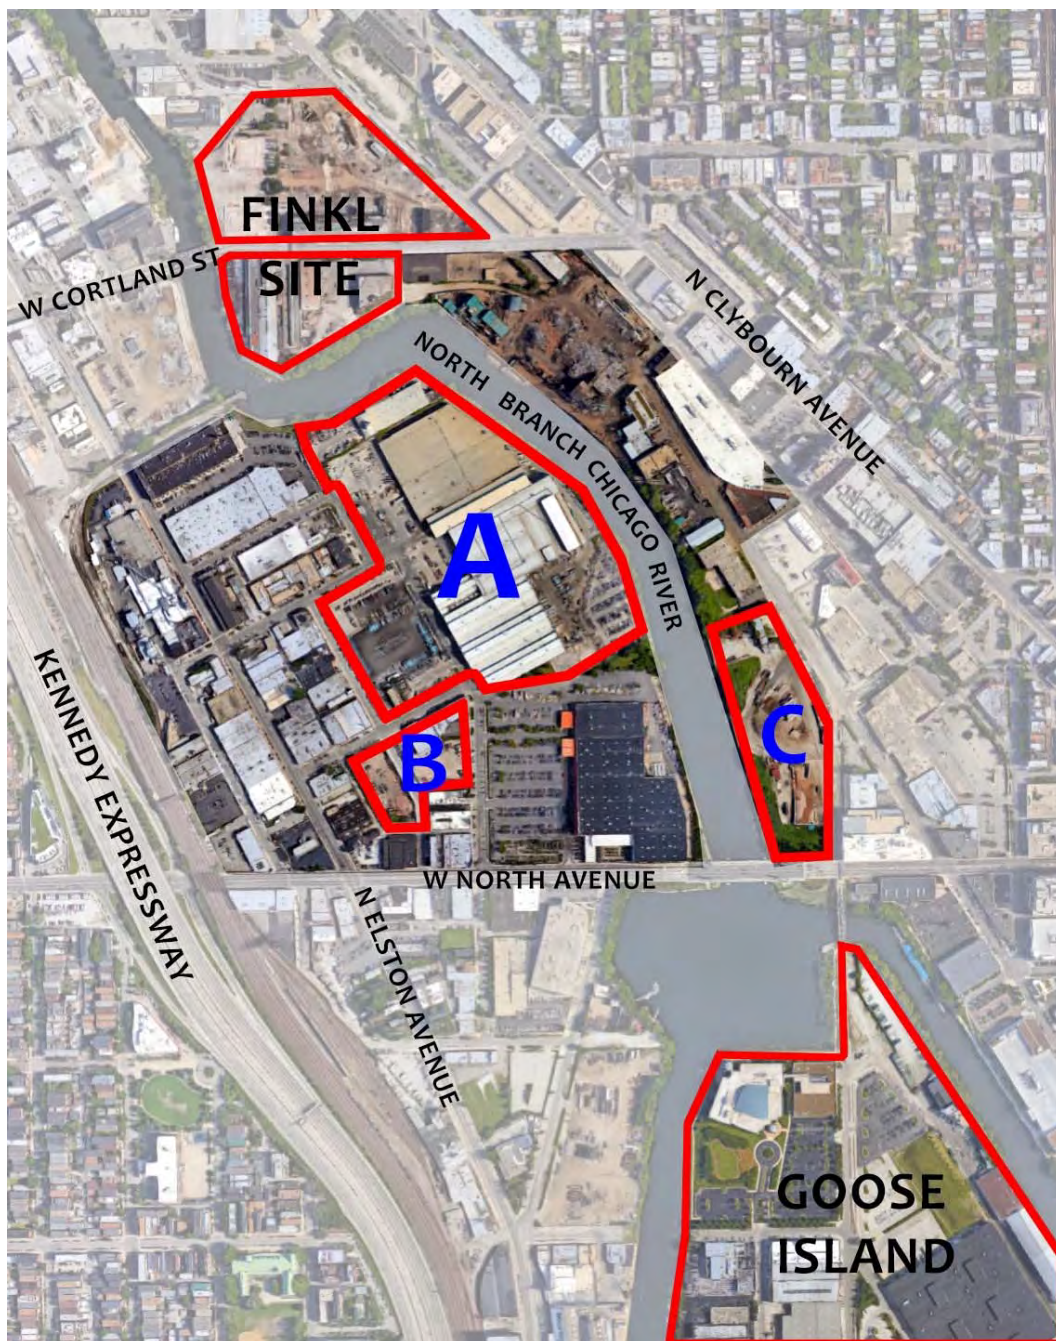 FINKL
SITE
W CORTLAND ST
N CLYBOURN AVENUE
NORTH BRANCH CHICAGO RIVER
A
KENNEDY EXPRESSWAY
B
C
W NORTH AVENUE
N ELSTON AVENUE
GOOSE
ISLAND